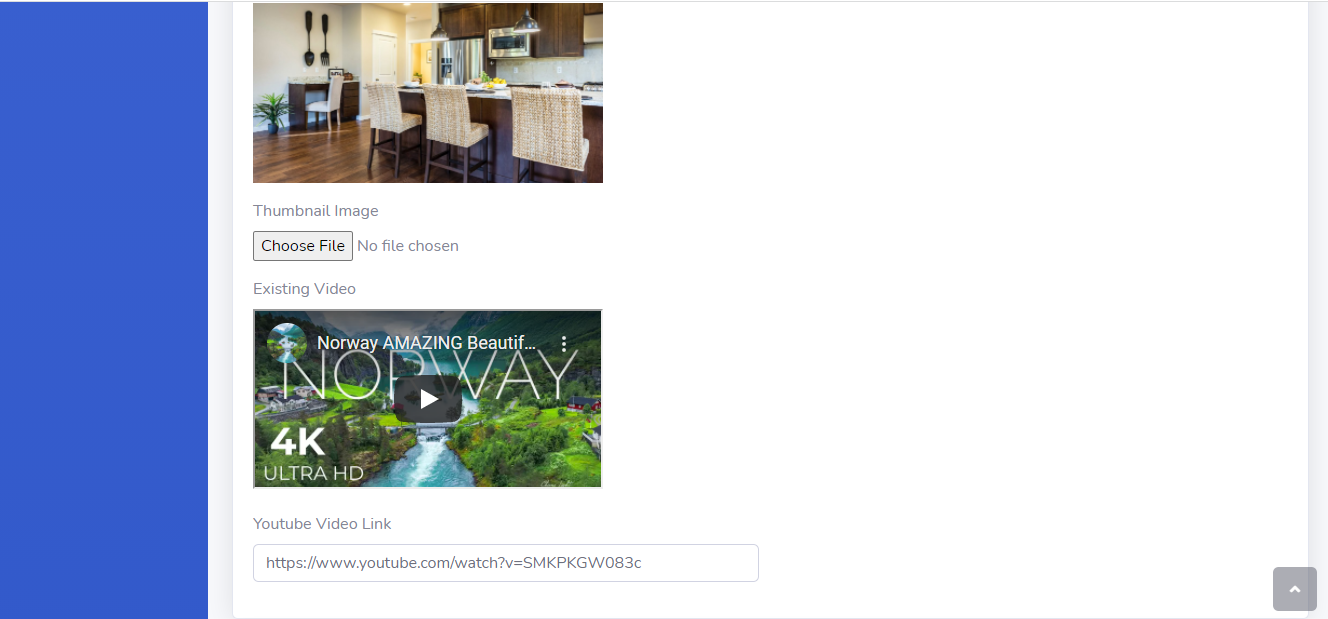 Thumbnail Image
Choose File No file chosen
Existing Video
Norway AMAZING Beautif...
NORWAY
4K
ULTRA HD
Youtube Video Link
https://www.youtube.com/watch?v=SMKPKGW083c